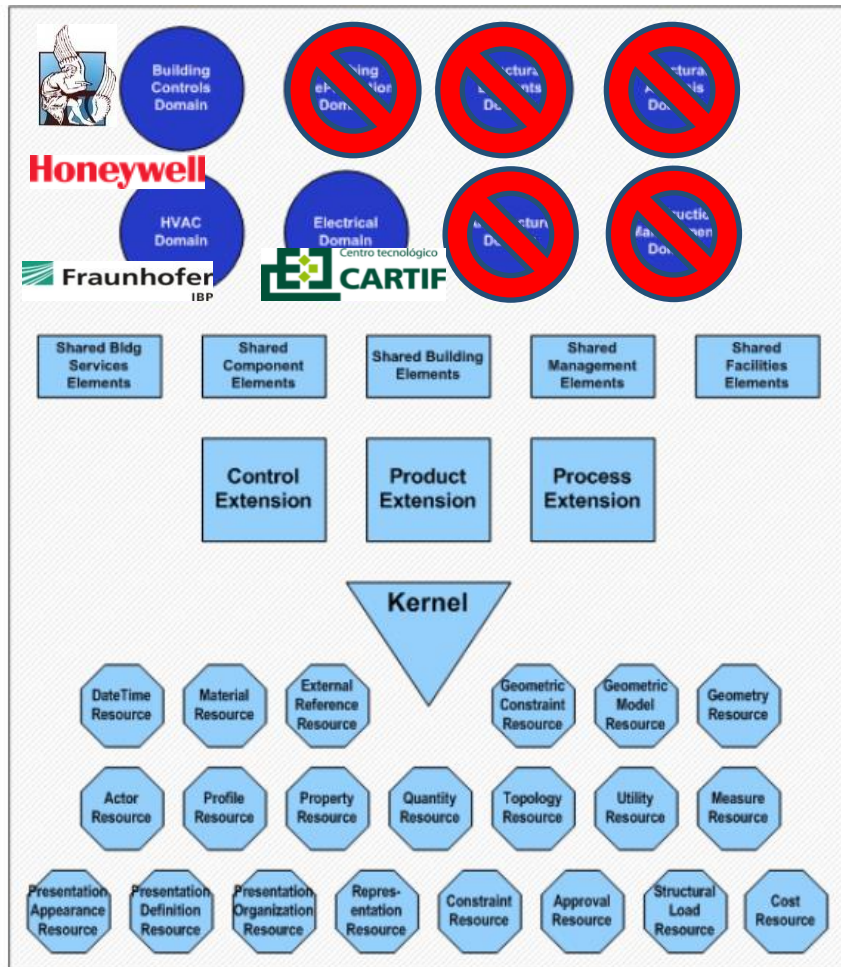 Building
Controls
Domain
Honeywell
HVAC
Domain
Electrical
Domain
Fraunhofer
IBP
Centro tecnológico
CARTIF
Shared Bldg
Services
Elements
Shared
Component
Elements
Shared Building
Elements
Shared
Management
Elements
Shared
Facilities
Elements
Control
Extension
Product
Extension
Process
Extension
Kernel
DateTime
Resource
Material
Resource
External
Reference
Resource
Geometric
Constraint
Resource
Geometric
Model
Resource
Geometry
Resource
Actor
Resource
Profile
Resource
Property
Resource
Quantity
Resource
Topology
Resource
Utility
Resource
Measure
Resource
Presentation
Appearance
Resource
Presentation
Definition
Resource
Presentation
Organization
Resource
Repres-
entation
Resource
Constraint
Resource
Approval
Resource
Structural
Load
Resource
Cost
Resource